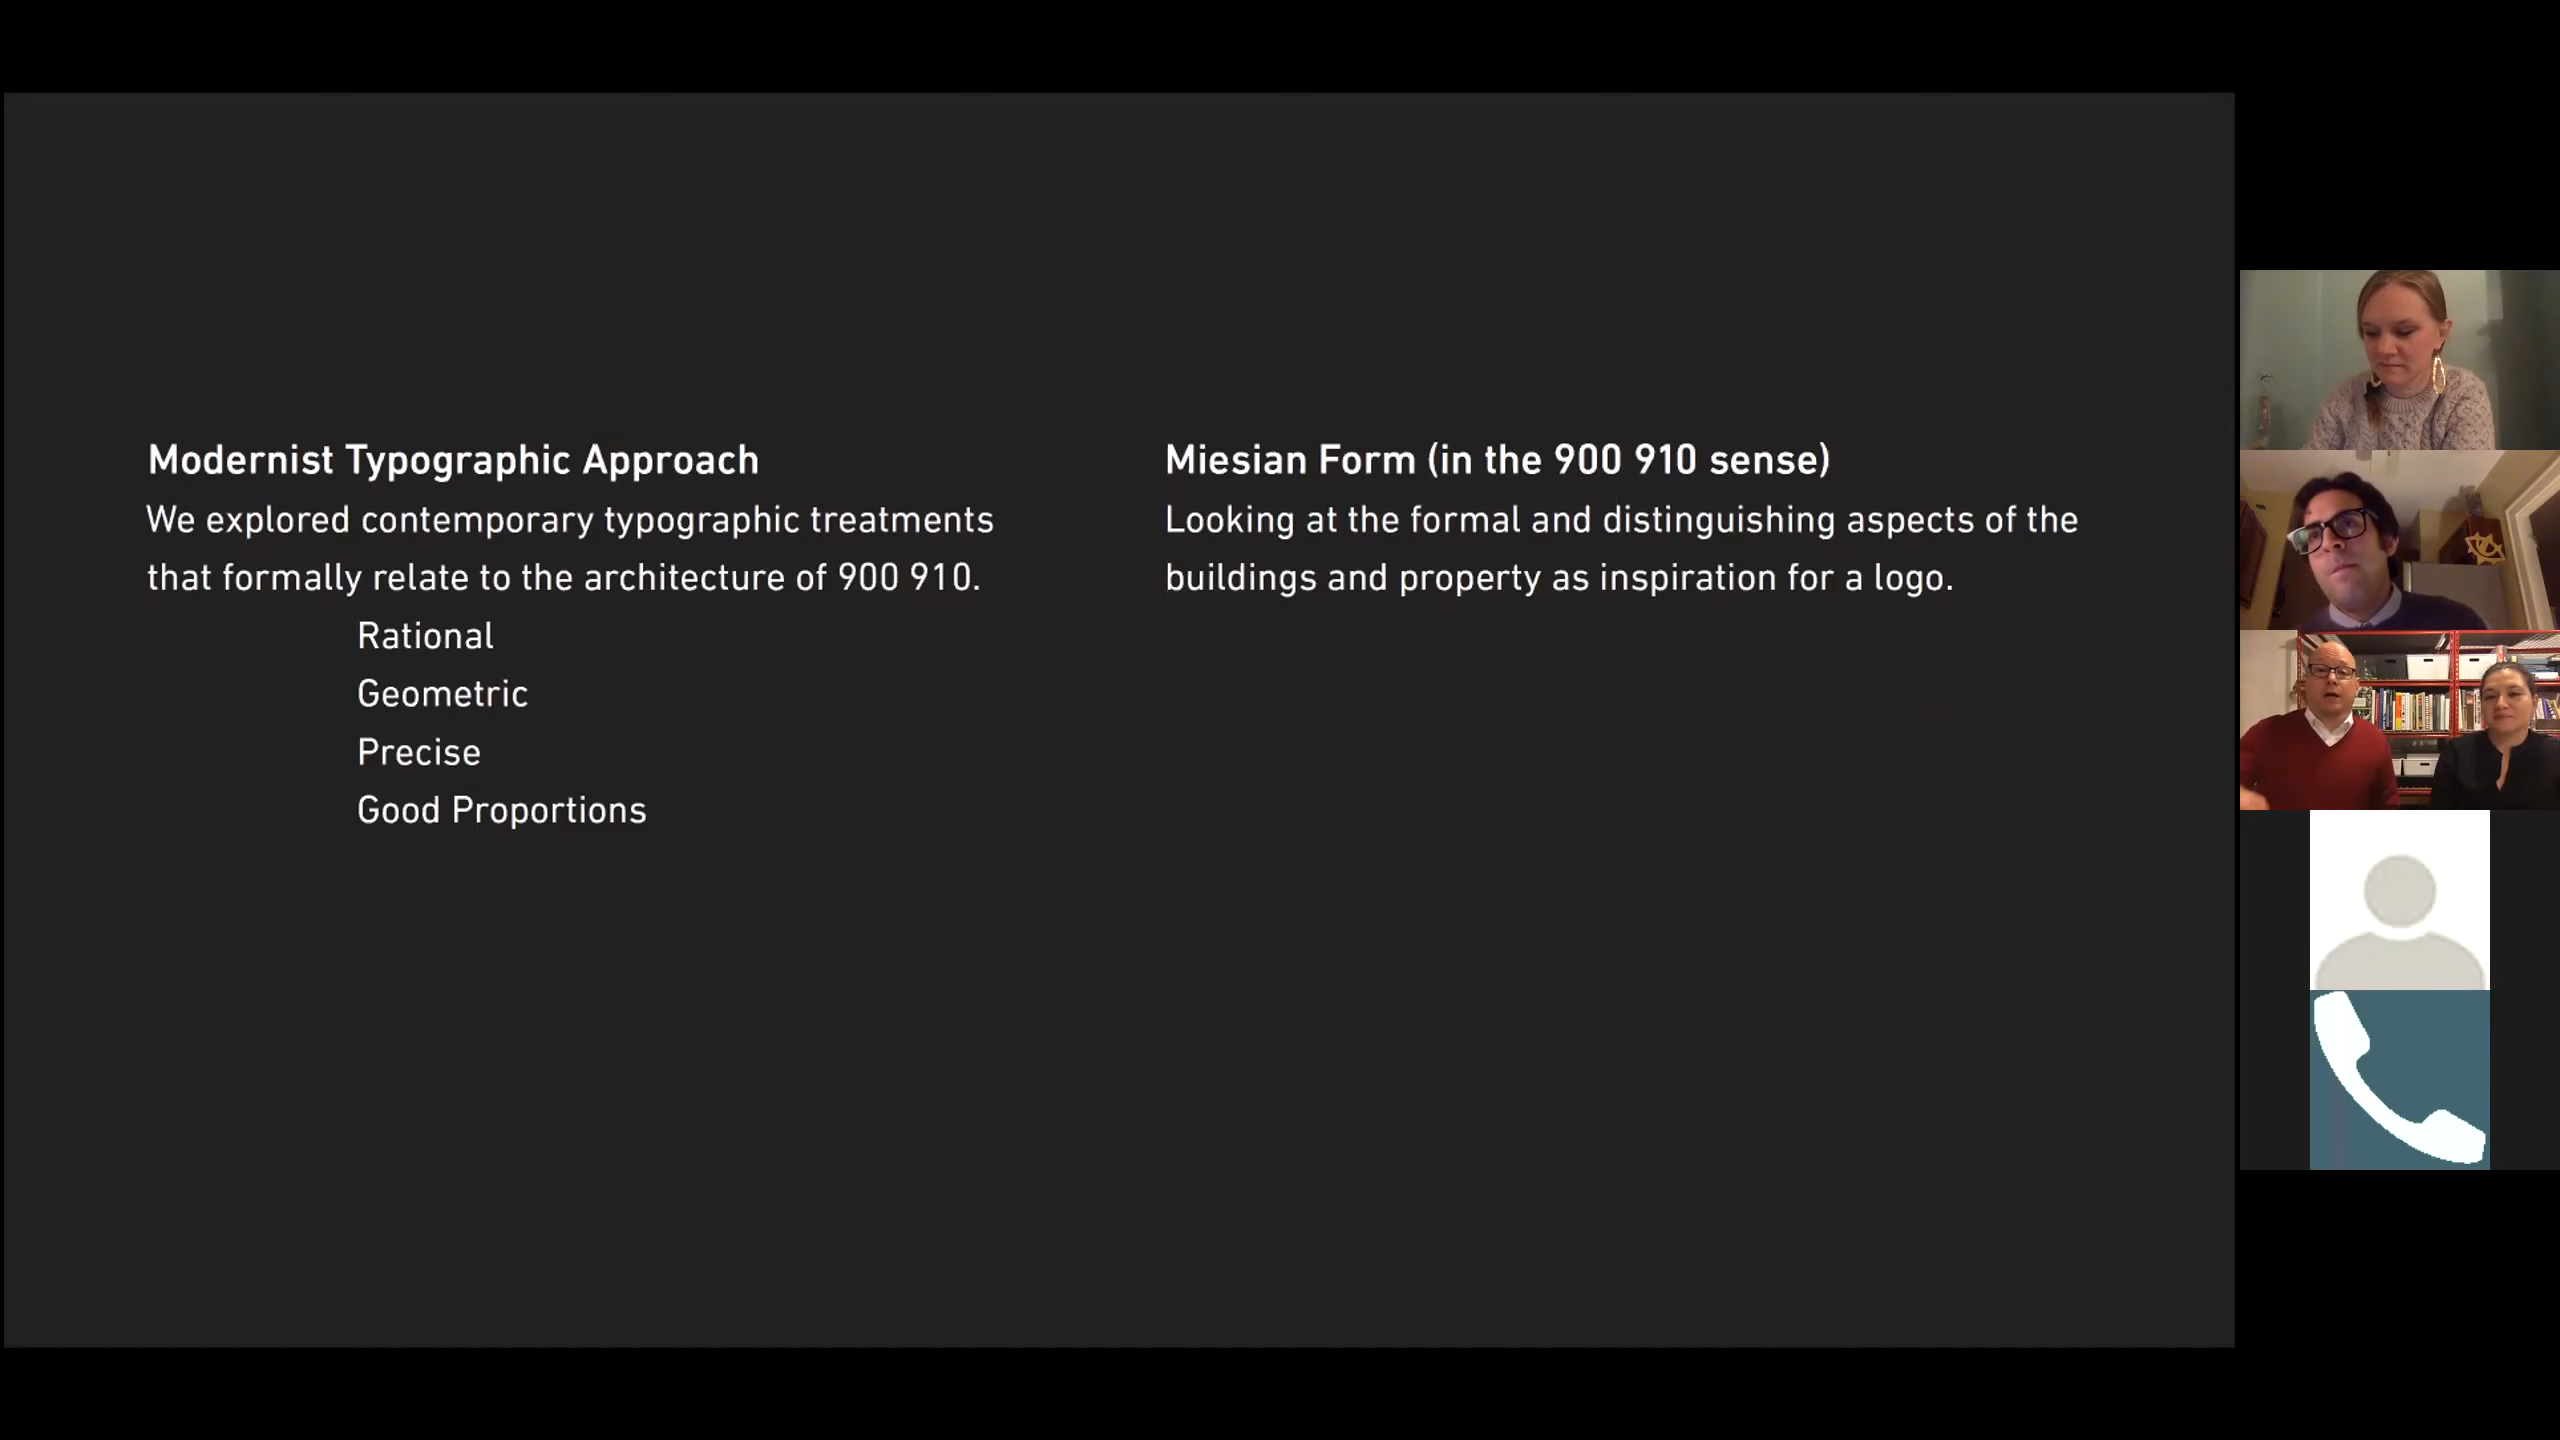 Modernist Typographic Approach
We explored contemporary typographic treatments
that formally relate to the architecture of 900 910.
Rational
Geometric
Precise
Good Proportions
Miesian Form (in the 900 910 sense)
Looking at the formal and distinguishing aspects of the
buildings and property as inspiration for a logo.